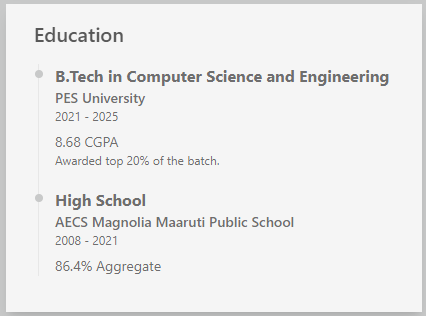 Education
B.Tech in Computer Science and Engineering
PES University
2021 - 2025
8.68 CGPA
Awarded top 20% of the batch.
High School
AECS Magnolia Maaruti Public School
2008 - 2021
86.4% Aggregate